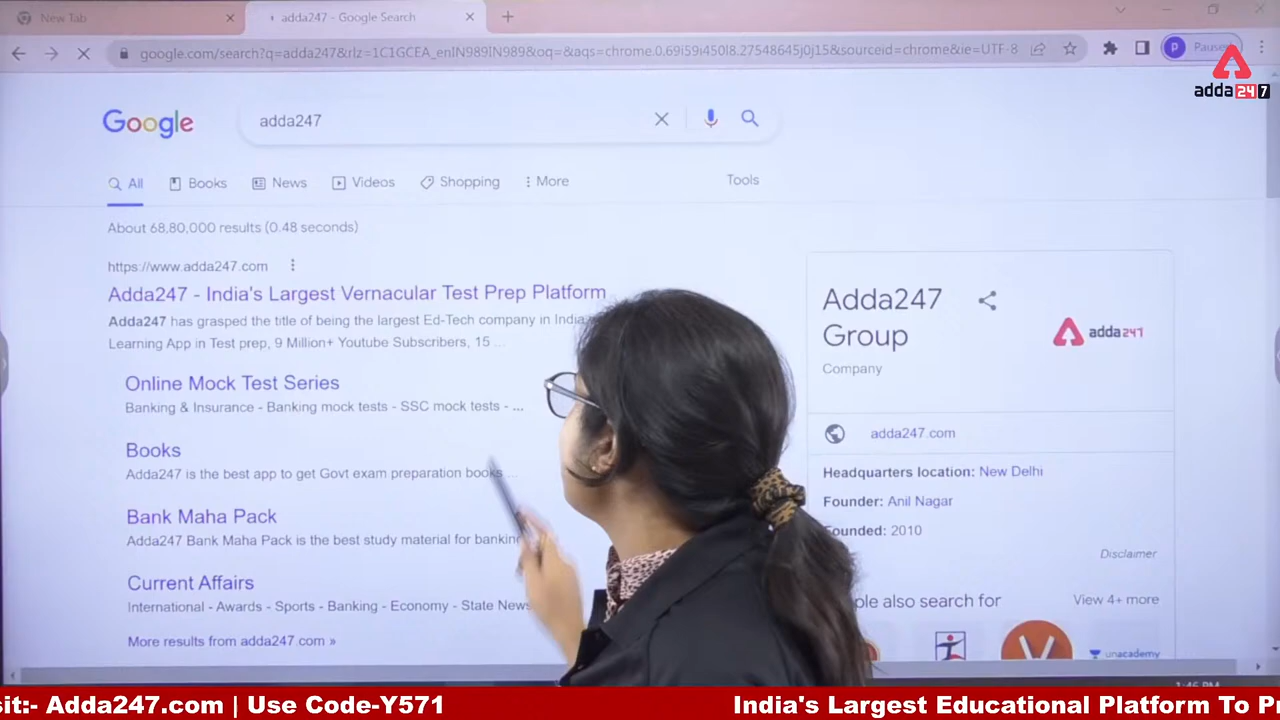 New Tab
adda247 - Google Search
google.com/search?q=adda247&rlz=1C1GCEA_enIN989IN989&oq=&aqs=chrome.0.69i59i450l8.27548645j0j15&sourceid=chrome&ie=UTF-8
P Paused
adda247
Google
adda247
All Books News Videos Shopping More Tools
About 68,80,000 results (0.48 seconds)
https://www.adda247.com
Adda247 - India's Largest Vernacular Test Prep Platform
Adda247 has grasped the title of being the largest Ed-Tech company in India
Learning App in Test prep, 9 Million+ Youtube Subscribers, 15 ...
Online Mock Test Series
Banking & Insurance - Banking mock tests - SSC mock tests - ...
Books
Adda247 is the best app to get Govt exam preparation books ...
Bank Maha Pack
Adda247 Bank Maha Pack is the best study material for banking
Current Affairs
International - Awards - Sports - Banking - Economy - State News
More results from adda247.com »
Adda247
Group
Company
adda247
adda247.com
Headquarters location: New Delhi
Founder: Anil Nagar
Founded: 2010
Disclaimer
ple also search for
View 4+ more
unacademy
1:46 PM
sit:- Adda247.com | Use Code-Y571
India's Largest Educational Platform To Pr